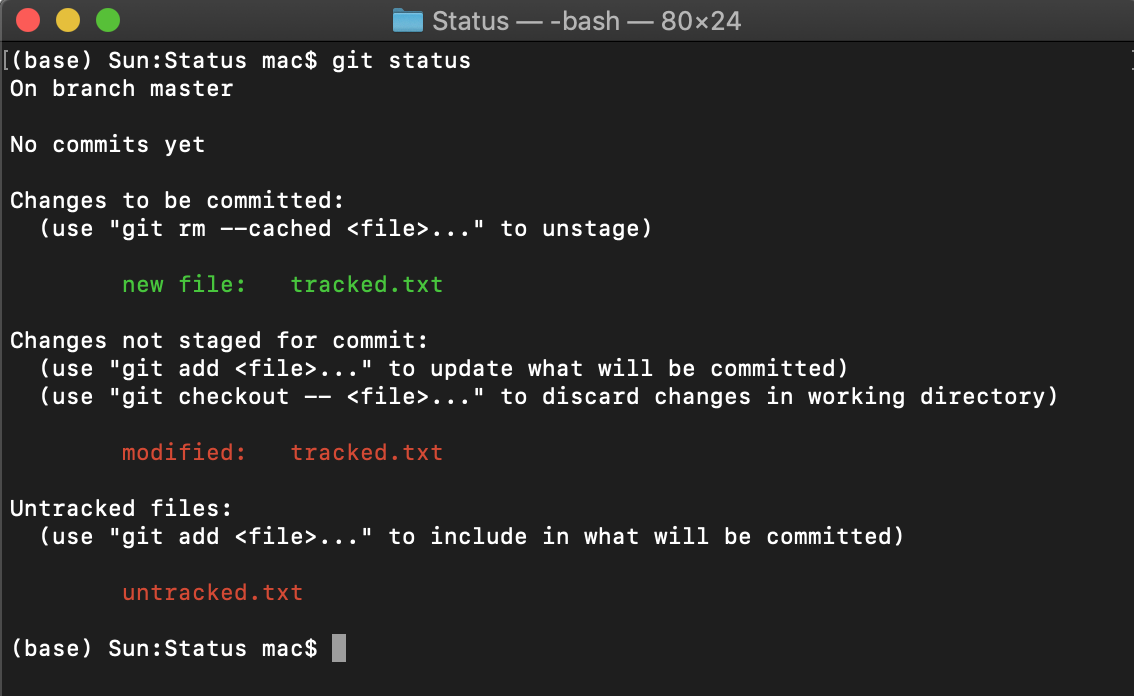 Status — -bash — 80×24
[(base) Sun:Status mac$ git status ]
On branch master
No commits yet
Changes to be committed:
  (use "git rm --cached <file>..." to unstage)
        new file:   tracked.txt
Changes not staged for commit:
  (use "git add <file>..." to update what will be committed)
  (use "git checkout -- <file>..." to discard changes in working directory)
        modified:   tracked.txt
Untracked files:
  (use "git add <file>..." to include in what will be committed)
        untracked.txt
(base) Sun:Status mac$